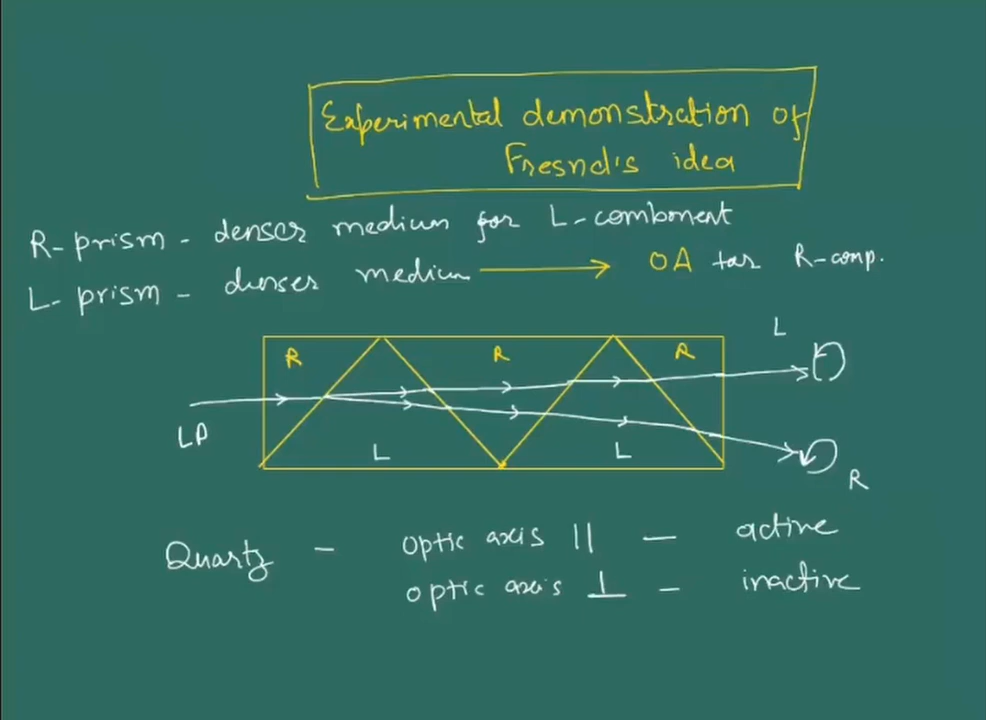 Experimental demonstration of
Fresnel's idea
R-prism - denser medium for L-component
L-prism - denser medium → OA for R-comp.
L
R R R
LP
L L
R
Quartz - optic axis || - active
optic axis ⊥ - inactive